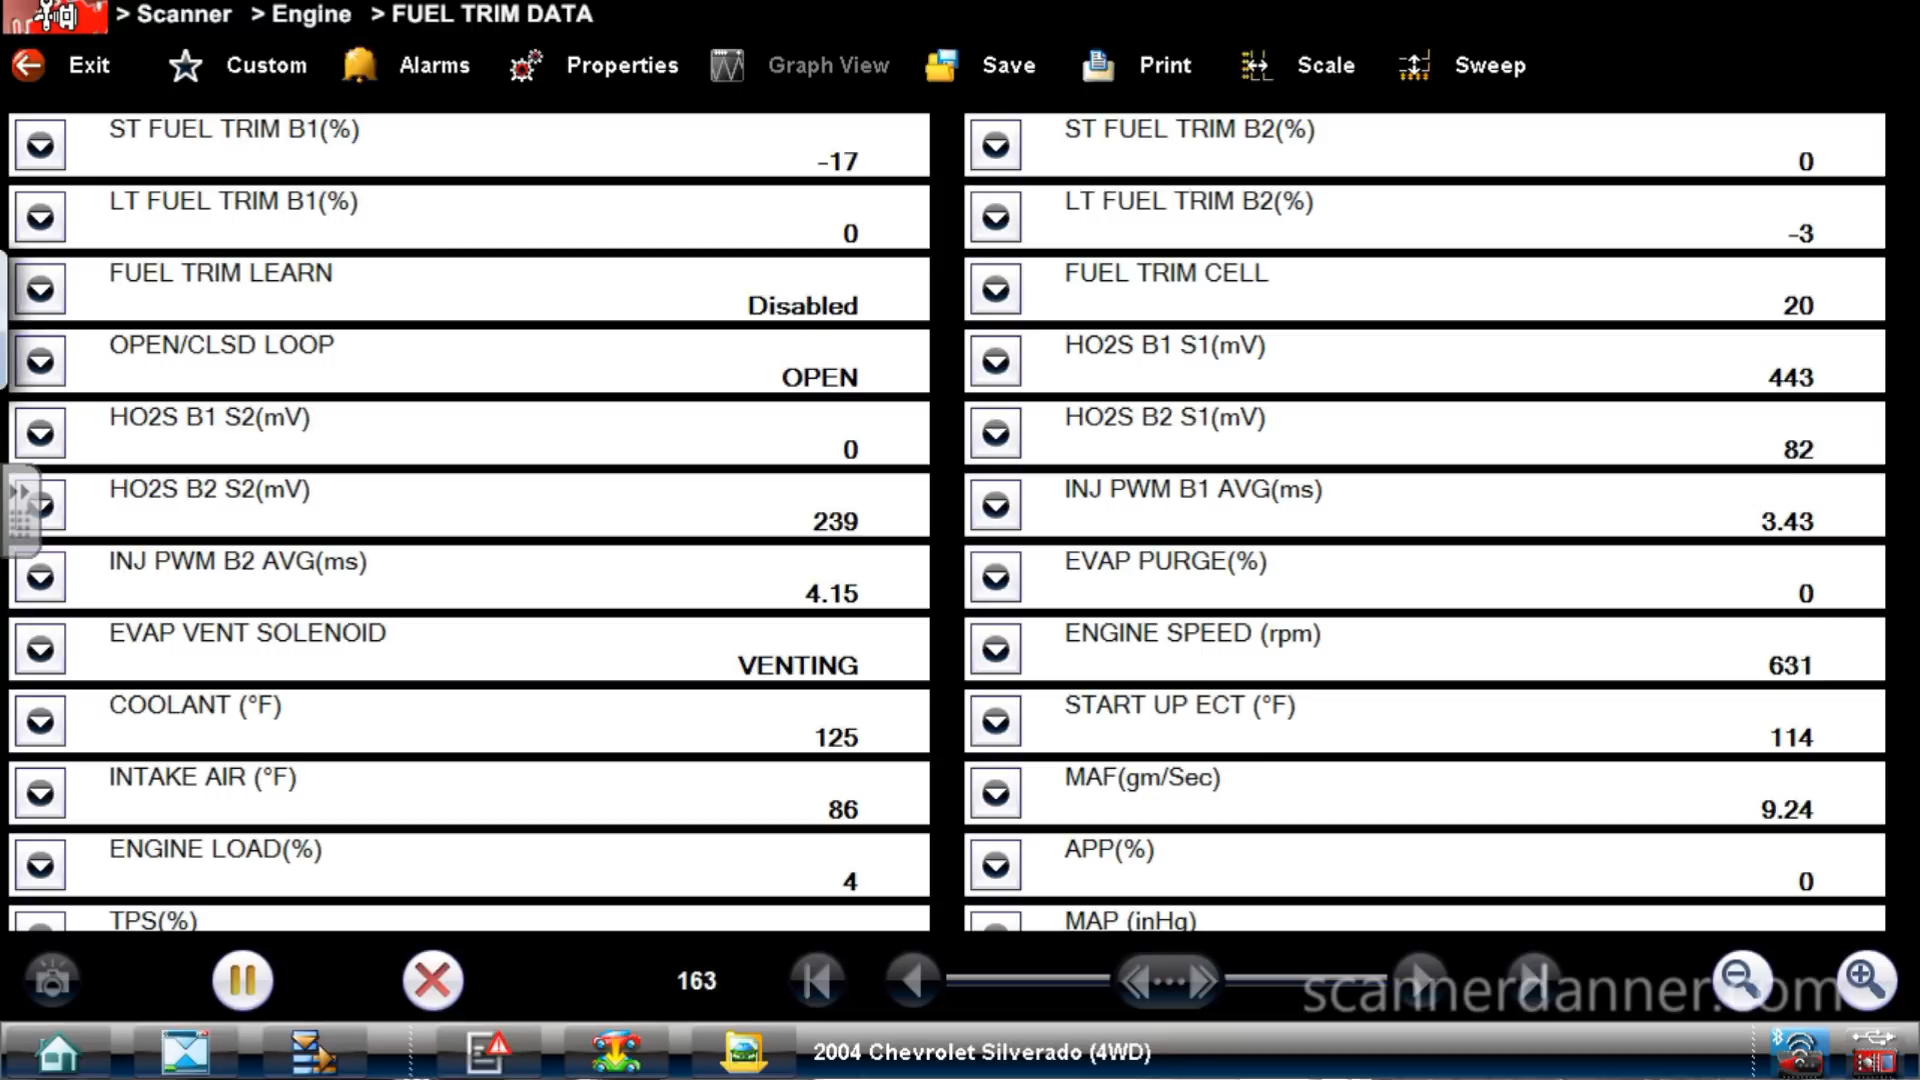 > Scanner > Engine > FUEL TRIM DATA
Exit Custom Alarms Properties Graph View Save Print Scale Sweep
ST FUEL TRIM B1(%)
-17
ST FUEL TRIM B2(%)
0
LT FUEL TRIM B1(%)
0
LT FUEL TRIM B2(%)
-3
FUEL TRIM LEARN
Disabled
FUEL TRIM CELL
20
OPEN/CLSD LOOP
OPEN
HO2S B1 S1(mV)
443
HO2S B1 S2(mV)
0
HO2S B2 S1(mV)
82
HO2S B2 S2(mV)
239
INJ PWM B1 AVG(ms)
3.43
INJ PWM B2 AVG(ms)
4.15
EVAP PURGE(%)
0
EVAP VENT SOLENOID
VENTING
ENGINE SPEED (rpm)
631
COOLANT (°F)
125
START UP ECT (°F)
114
INTAKE AIR (°F)
86
MAF(gm/Sec)
9.24
ENGINE LOAD(%)
4
APP(%)
0
TPS(%)
MAP (inHg)
163
scannerdanner.com
2004 Chevrolet Silverado (4WD)